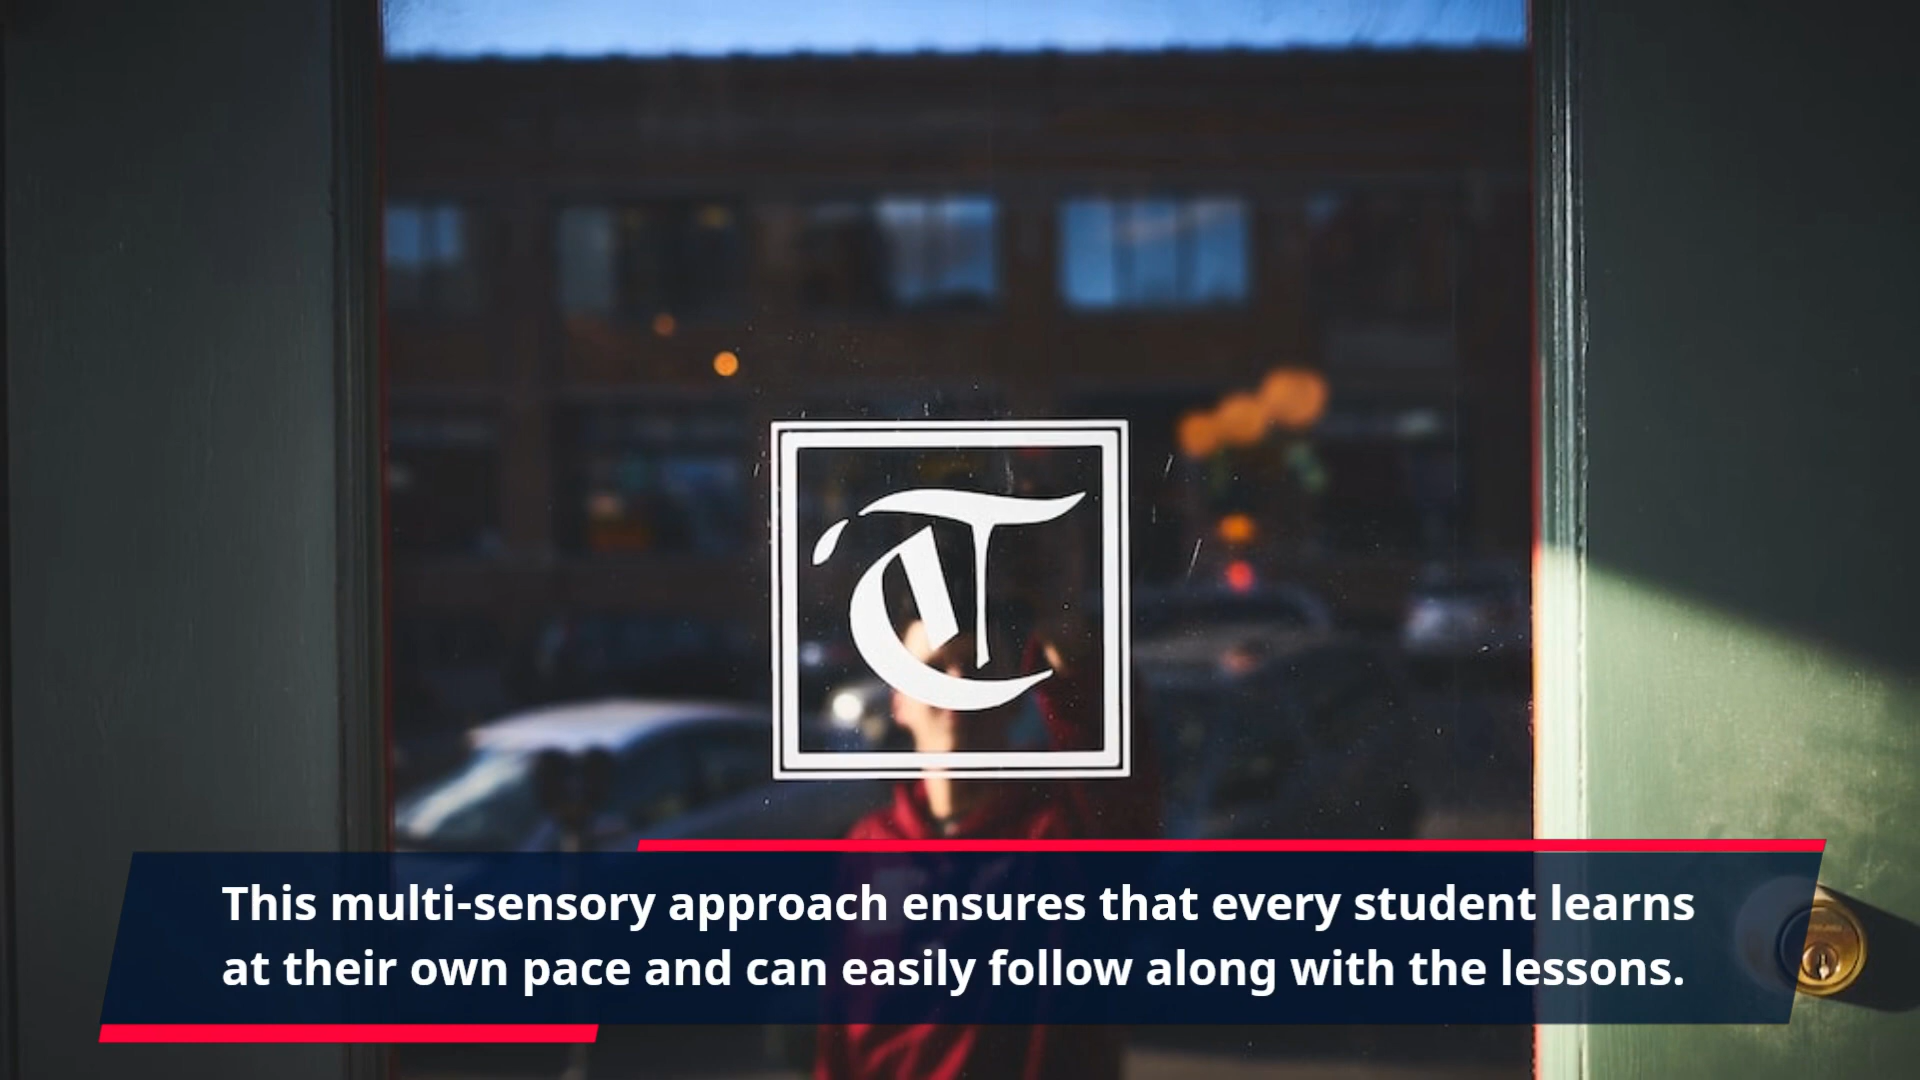 T
This multi-sensory approach ensures that every student learns
at their own pace and can easily follow along with the lessons.